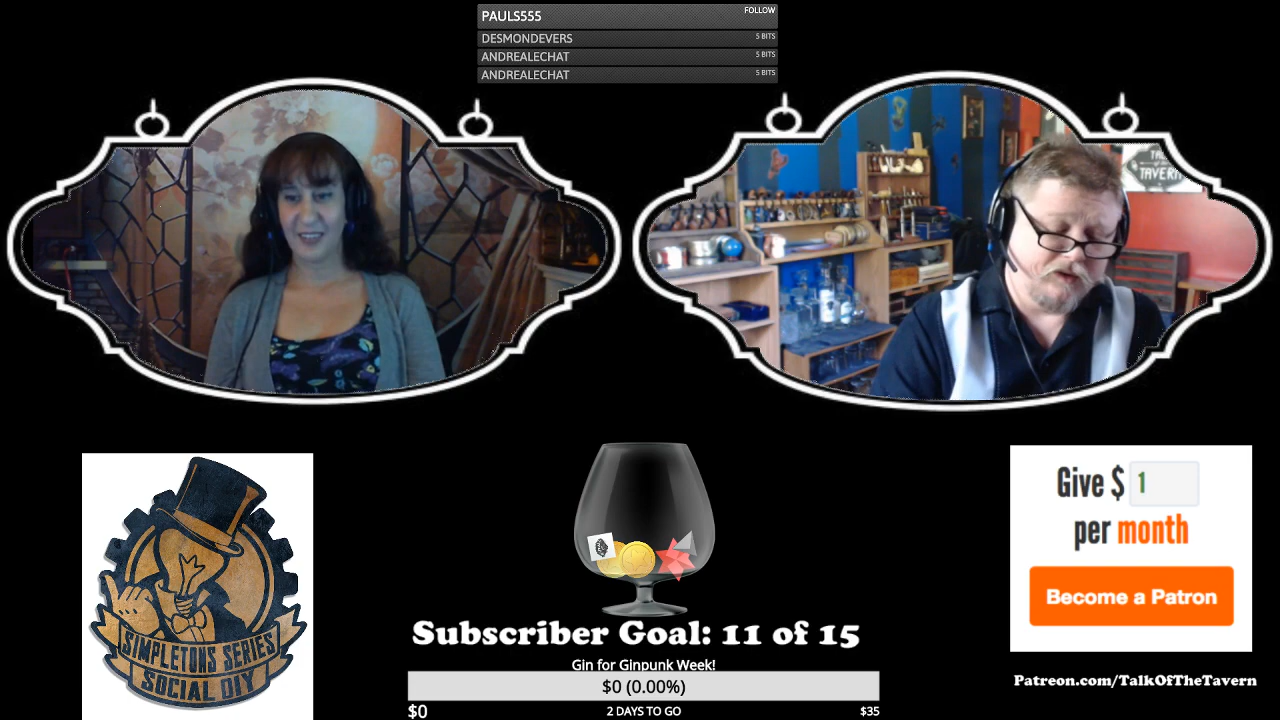 PAULS555 FOLLOW
DESMONDEVERS 5 BITS
ANDREALECHAT 5 BITS
ANDREALECHAT 5 BITS
TAVERN
SIMPLETONS SERIES
SOCIAL DIY
Give $ 1
per month
Become a Patron
Patreon.com/TalkOfTheTavern
Subscriber Goal: 11 of 15
Gin for Ginpunk Week!
$0 (0.00%)
$0 2 DAYS TO GO $35